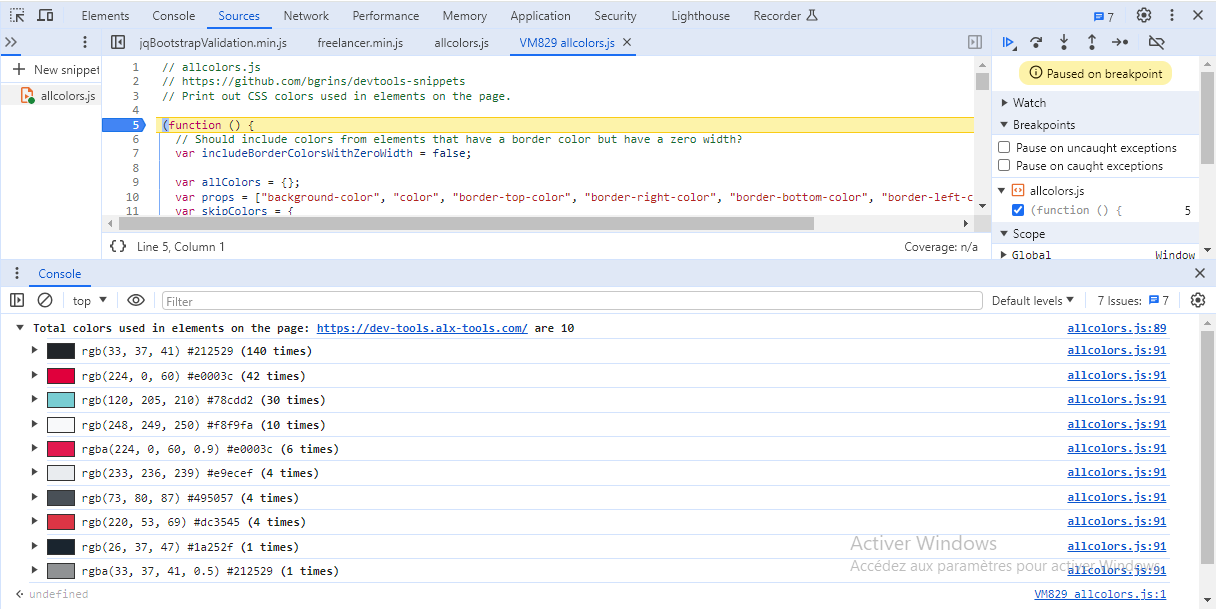 Elements Console Sources Network Performance Memory Application Security Lighthouse Recorder 7
jqBootstrapValidation.min.js freelancer.min.js allcolors.js VM829 allcolors.js
New snippet
allcolors.js
1 // allcolors.js
2 // https://github.com/bgrins/devtools-snippets
3 // Print out CSS colors used in elements on the page.
4
5 (function () {
6 // Should include colors from elements that have a border color but have a zero width?
7 var includeBorderColorsWithZeroWidth = false;
8
9 var allColors = {};
10 var props = ["background-color", "color", "border-top-color", "border-right-color", "border-bottom-color", "border-left-c
11 var skipColors = {
{} Line 5, Column 1 Coverage: n/a
Paused on breakpoint
Watch
Breakpoints
Pause on uncaught exceptions
Pause on caught exceptions
allcolors.js
(function () { 5
Scope
Global Window
Console
top Filter Default levels 7 Issues: 7
Total colors used in elements on the page: https://dev-tools.alx-tools.com/ are 10 allcolors.js:89
rgb(33, 37, 41) #212529 (140 times) allcolors.js:91
rgb(224, 0, 60) #e0003c (42 times) allcolors.js:91
rgb(120, 205, 210) #78cdd2 (30 times) allcolors.js:91
rgb(248, 249, 250) #f8f9fa (10 times) allcolors.js:91
rgba(224, 0, 60, 0.9) #e0003c (6 times) allcolors.js:91
rgb(233, 236, 239) #e9ecef (4 times) allcolors.js:91
rgb(73, 80, 87) #495057 (4 times) allcolors.js:91
rgb(220, 53, 69) #dc3545 (4 times) allcolors.js:91
rgb(26, 37, 47) #1a252f (1 times) allcolors.js:91
rgba(33, 37, 41, 0.5) #212529 (1 times) allcolors.js:91
undefined VM829 allcolors.js:1
Activer Windows
Accédez aux paramètres pour activer Windows.